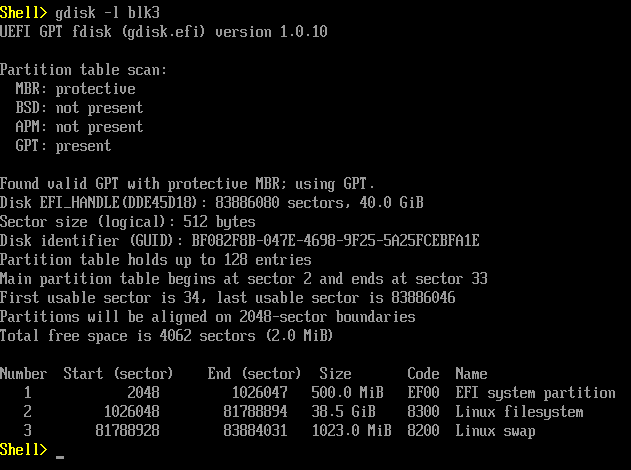 Shell> gdisk -l blk3
UEFI GPT fdisk (gdisk.efi) version 1.0.10
Partition table scan:
MBR: protective
BSD: not present
APM: not present
GPT: present
Found valid GPT with protective MBR; using GPT.
Disk EFI_HANDLE(DDE45D18): 83886080 sectors, 40.0 GiB
Sector size (logical): 512 bytes
Disk identifier (GUID): BF082F8B-047E-4698-9F25-5A25FCEBFA1E
Partition table holds up to 128 entries
Main partition table begins at sector 2 and ends at sector 33
First usable sector is 34, last usable sector is 83886046
Partitions will be aligned on 2048-sector boundaries
Total free space is 4062 sectors (2.0 MiB)
Number Start (sector) End (sector) Size Code Name
1 2048 1026047 500.0 MiB EF00 EFI system partition
2 1026048 81788894 38.5 GiB 8300 Linux filesystem
3 81788928 83884031 1023.0 MiB 8200 Linux swap
Shell> _